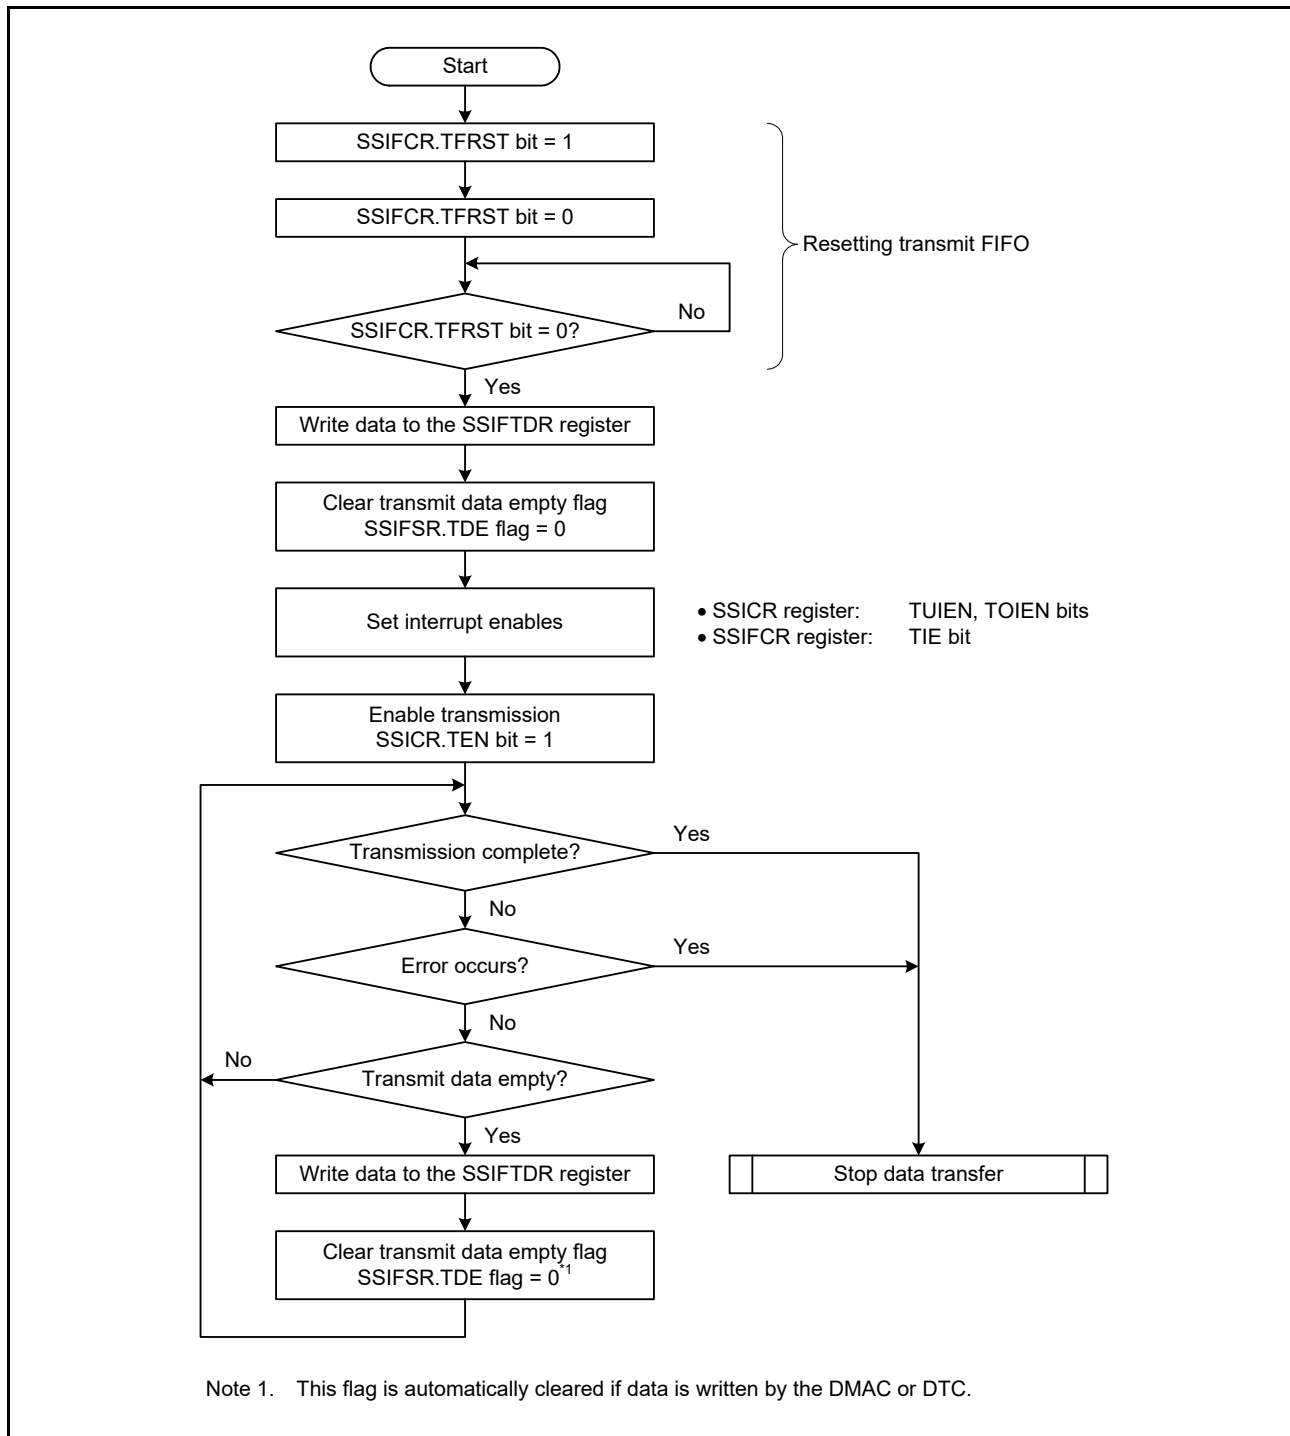 Start
SSIFCR.TFRST bit = 1
SSIFCR.TFRST bit = 0
Resetting transmit FIFO
No
SSIFCR.TFRST bit = 0?
Yes
Write data to the SSIFTDR register
Clear transmit data empty flag
SSIFSR.TDE flag = 0
Set interrupt enables
• SSICR register: TUIEN, TOIEN bits
• SSIFCR register: TIE bit
Enable transmission
SSICR.TEN bit = 1
Transmission complete?
Yes
No
Error occurs?
Yes
No
Transmit data empty?
No
Yes
Write data to the SSIFTDR register
Stop data transfer
Clear transmit data empty flag
SSIFSR.TDE flag = 0*1
Note 1. This flag is automatically cleared if data is written by the DMAC or DTC.